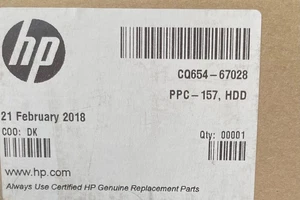 hp
CQ654-67028
PPC-157, HDD
21 February 2018
COO: DK
Qty: 00001
www.hp.com
Always Use Certified HP Genuine Replacement Parts